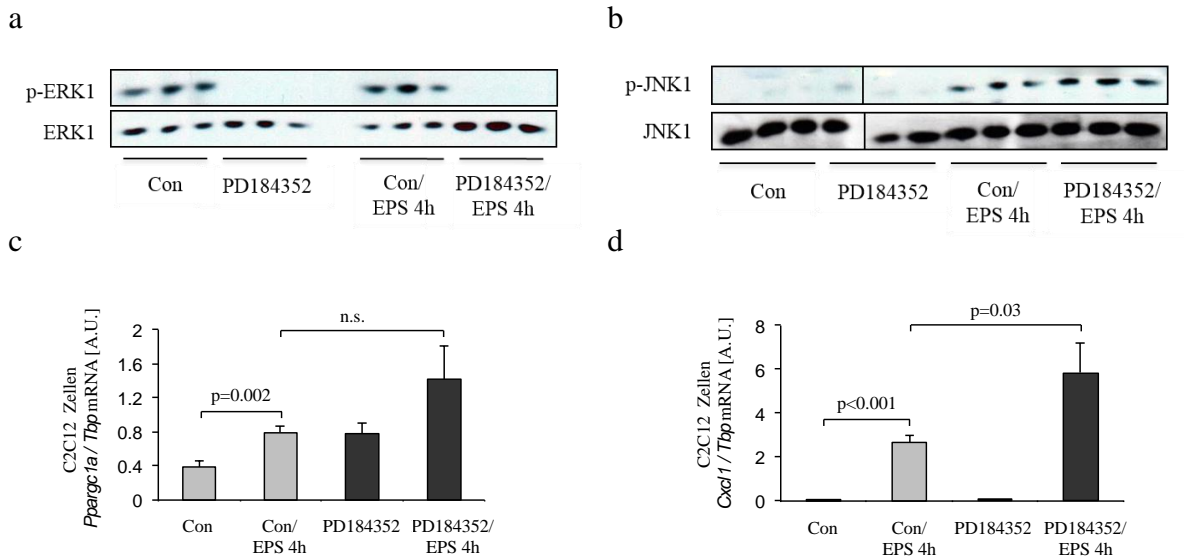 a
p-ERK1
ERK1
Con
PD184352
Con/
EPS 4h
PD184352/
EPS 4h
b
p-JNK1
JNK1
Con
PD184352
Con/
EPS 4h
PD184352/
EPS 4h
c
C2C12 Zellen
Ppargc1a / Tbp mRNA [A.U.]
2
1.6
1.2
0.8
0.4
0
p=0.002
n.s.
Con
Con/
EPS 4h
PD184352
PD184352/
EPS 4h
d
C2C12 Zellen
Cxcl1 / Tbp mRNA [A.U.]
8
6
4
2
0
p<0.001
p=0.03
Con
Con/
EPS 4h
PD184352
PD184352/
EPS 4h